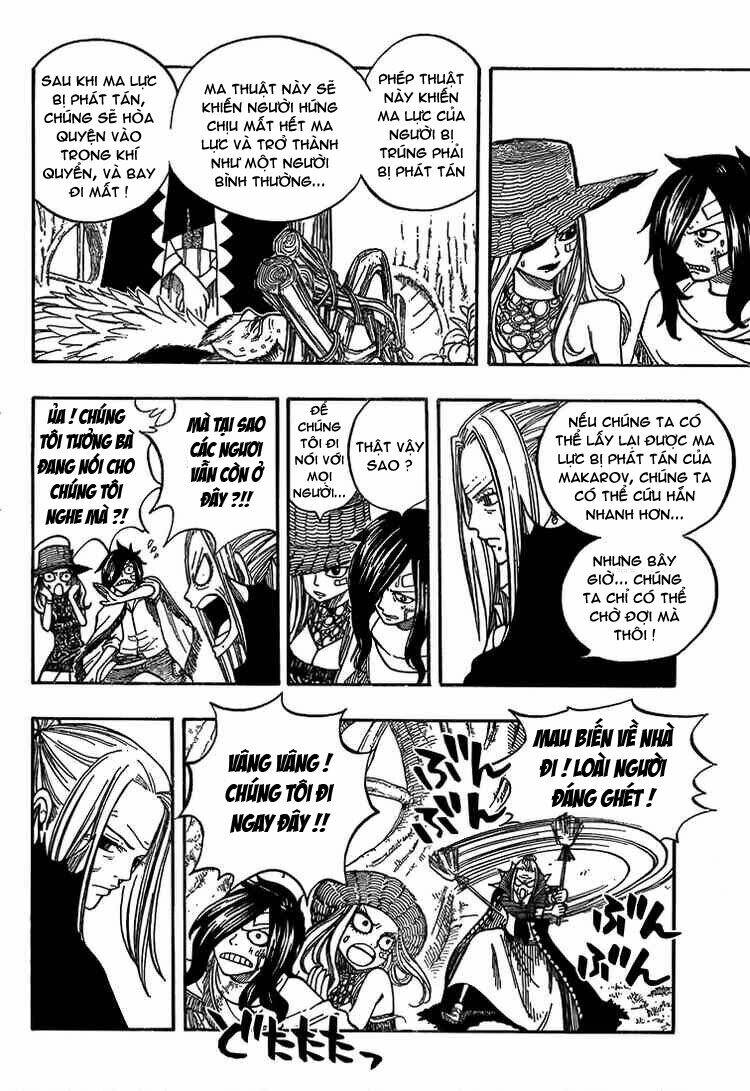 PHÉP THUẬT
NÀY KHIẾN
MA LỰC CỦA
NGƯỜI BỊ
TRÚNG PHẢI
BỊ PHÁT TÁN
MA THUẬT NÀY SẼ
KHIẾN NGƯỜI HỨNG
CHỊU MẤT HẾT MA
LỰC VÀ TRỞ THÀNH
NHƯ MỘT NGƯỜI
BÌNH THƯỜNG...
SAU KHI MA LỰC
BỊ PHÁT TÁN,
CHÚNG SẼ HÒA
QUYỆN VÀO
TRONG KHÍ
QUYỂN, VÀ BAY
ĐI MẤT !
NẾU CHÚNG TA CÓ
THỂ LẤY LẠI ĐƯỢC MA
LỰC BỊ PHÁT TÁN CỦA
MAKAROV, CHÚNG TA
CÓ THỂ CỨU HẮN
NHANH HƠN...
NHƯNG BÂY
GIỜ... CHÚNG
TA CHỈ CÓ THỂ
CHỜ ĐỢI MÀ
THÔI !
THẬT VẬY
SAO ?
ĐỂ
CHÚNG
TÔI ĐI
NÓI VỚI
MỌI
NGƯỜI...
MÀ TẠI SAO
CÁC NGƯƠI
VẪN CÒN Ở
ĐÂY ?!!
ỦA ! CHÚNG
TÔI TƯỞNG BÀ
ĐANG NÓI CHO
CHÚNG TÔI
NGHE MÀ ?!
MAU BIẾN VỀ NHÀ
ĐI ! LOÀI NGƯỜI
ĐÁNG GHÉT !
ぶん
ぶん
ぶん
ぶん
VÂNG VÂNG !
CHÚNG TÔI ĐI
NGAY ĐÂY !!
どたたたっ